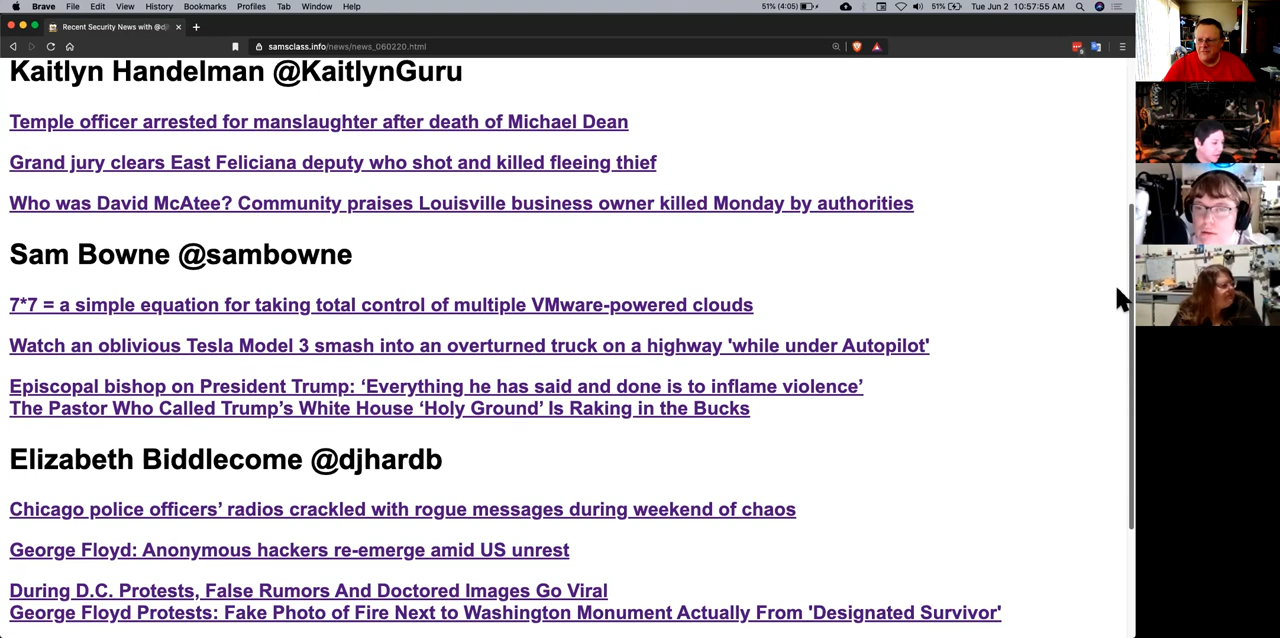 Brave File Edit View History Bookmarks Profiles Tab Window Help 51% (4:05) 51% Tue Jun 2 10:57:55 AM
Recent Security News with @dj
samsclass.info/news/news_060220.html
Kaitlyn Handelman @KaitlynGuru
Temple officer arrested for manslaughter after death of Michael Dean
Grand jury clears East Feliciana deputy who shot and killed fleeing thief
Who was David McAtee? Community praises Louisville business owner killed Monday by authorities
Sam Bowne @sambowne
7*7 = a simple equation for taking total control of multiple VMware-powered clouds
Watch an oblivious Tesla Model 3 smash into an overturned truck on a highway 'while under Autopilot'
Episcopal bishop on President Trump: ‘Everything he has said and done is to inflame violence’
The Pastor Who Called Trump’s White House ‘Holy Ground’ Is Raking in the Bucks
Elizabeth Biddlecome @djhardb
Chicago police officers’ radios crackled with rogue messages during weekend of chaos
George Floyd: Anonymous hackers re-emerge amid US unrest
During D.C. Protests, False Rumors And Doctored Images Go Viral
George Floyd Protests: Fake Photo of Fire Next to Washington Monument Actually From 'Designated Survivor'